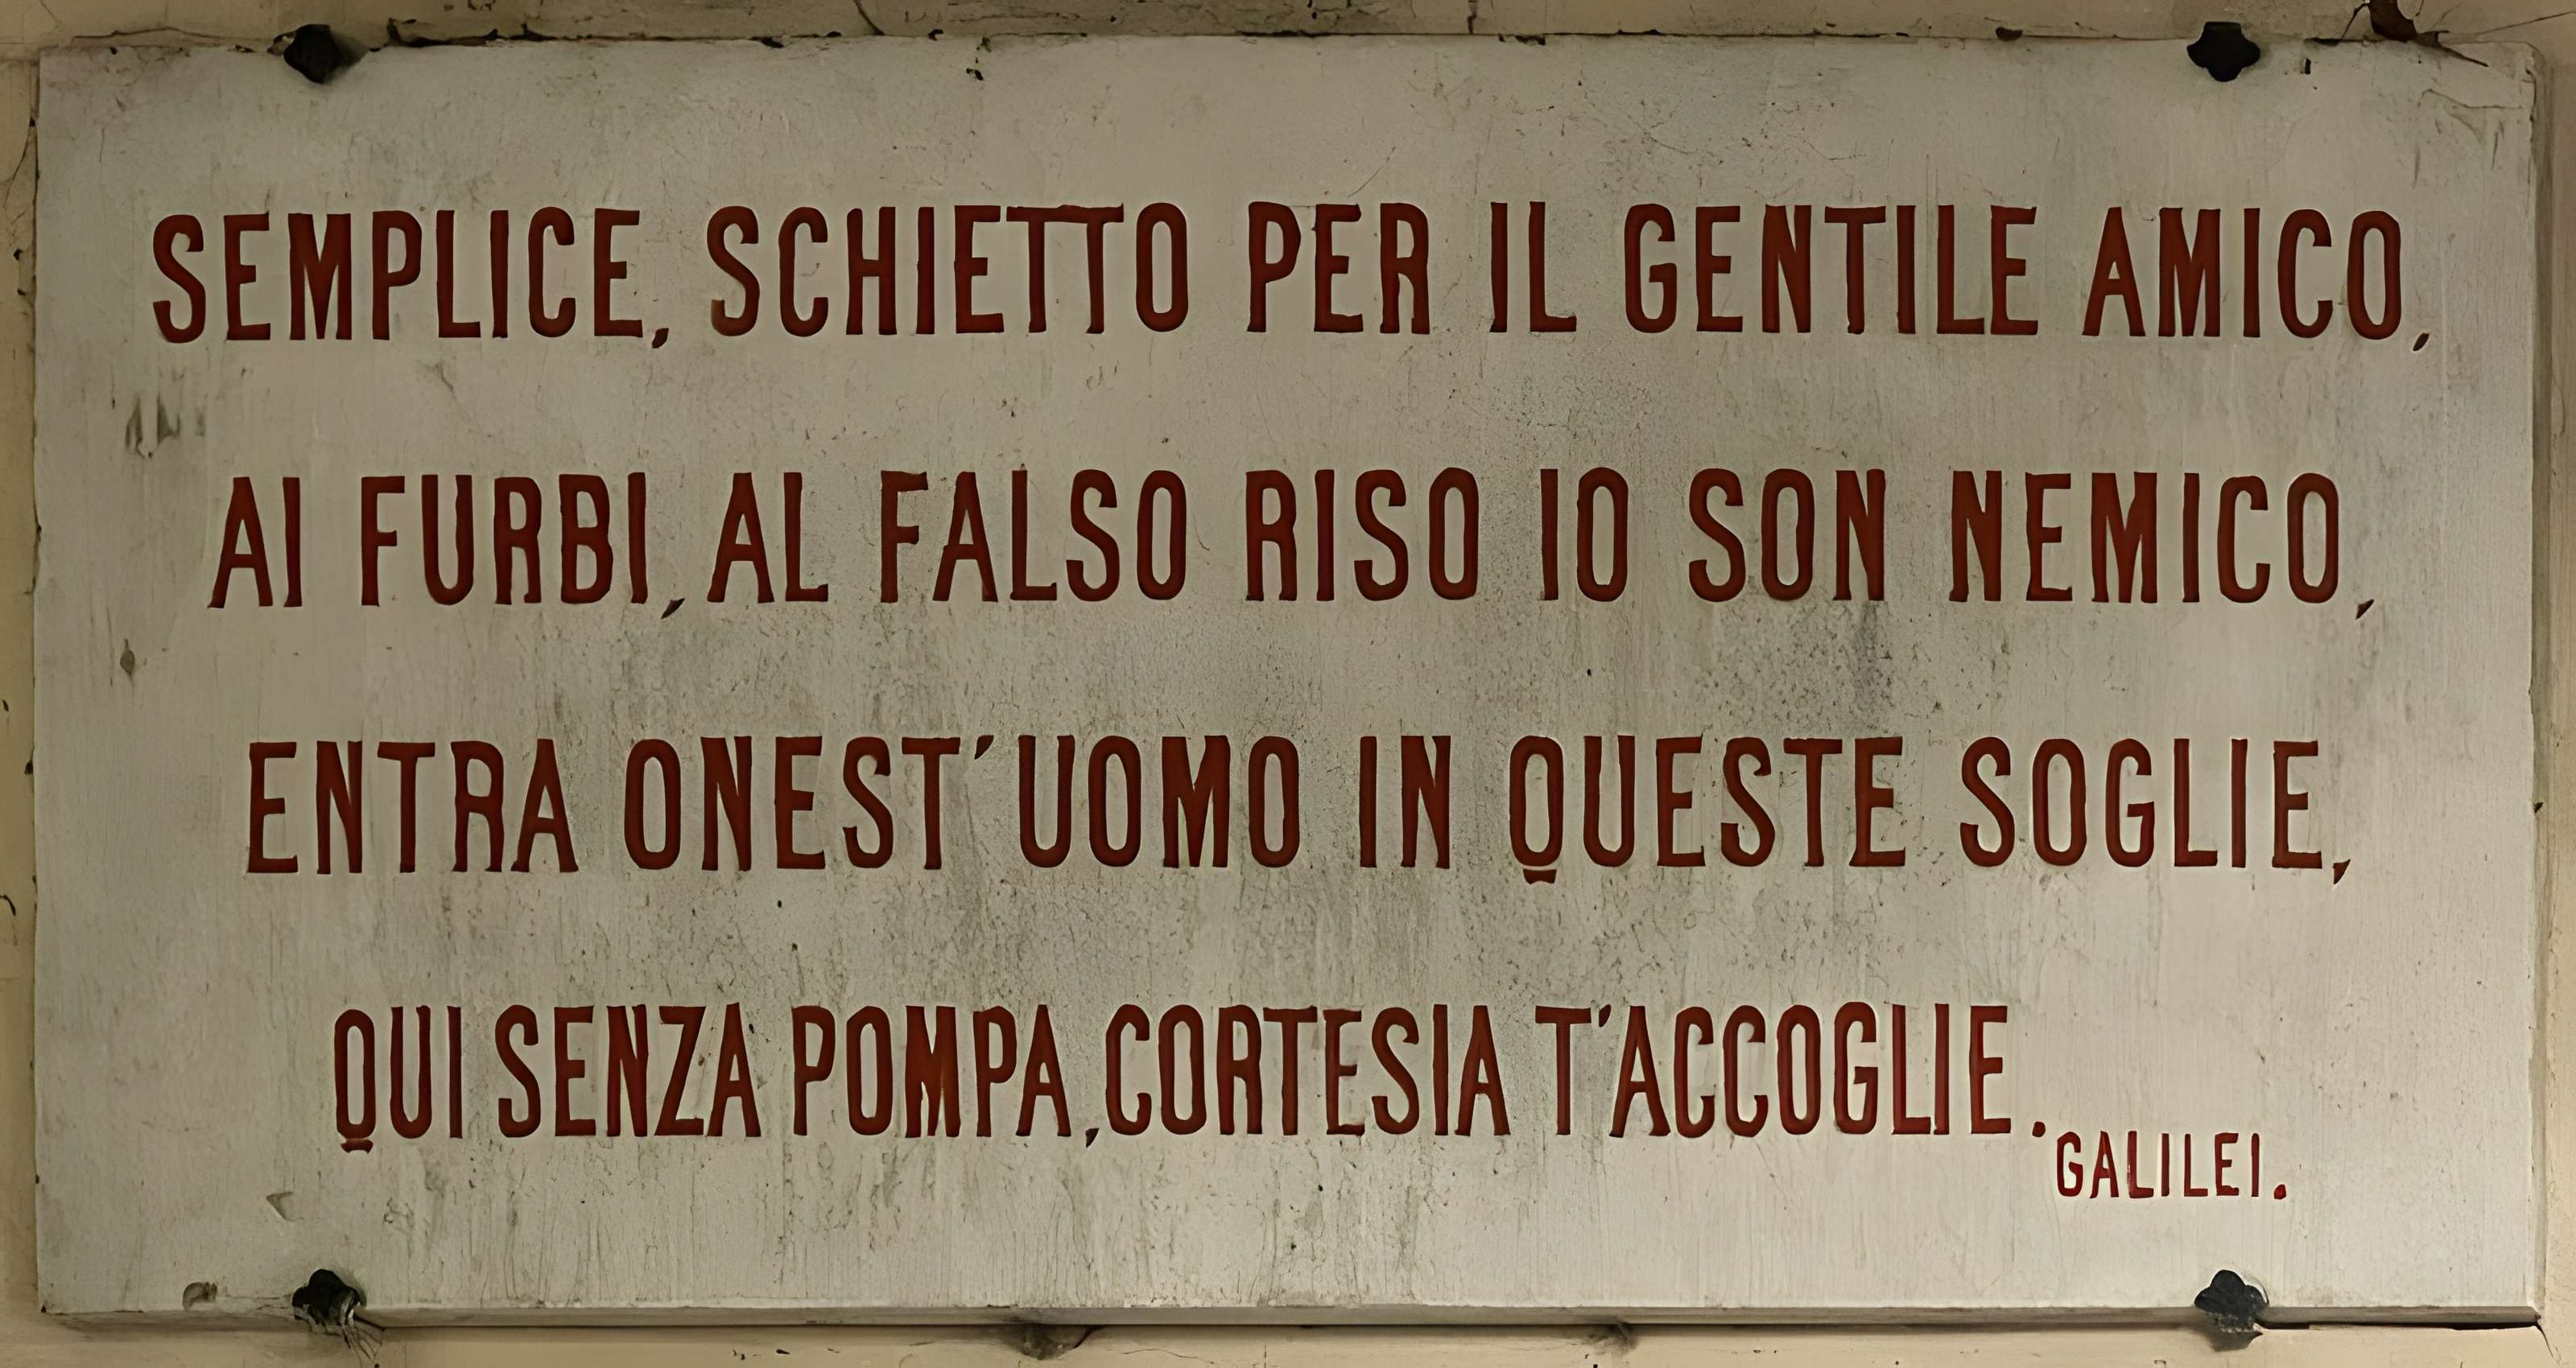 SEMPLICE, SCHIETTO PER IL GENTILE AMICO,
AI FURBI, AL FALSO RISO IO SON NEMICO,
ENTRA ONEST'UOMO IN QUESTE SOGLIE,
QUI SENZA POMPA, CORTESIA T'ACCOGLIE.
GALILEI.